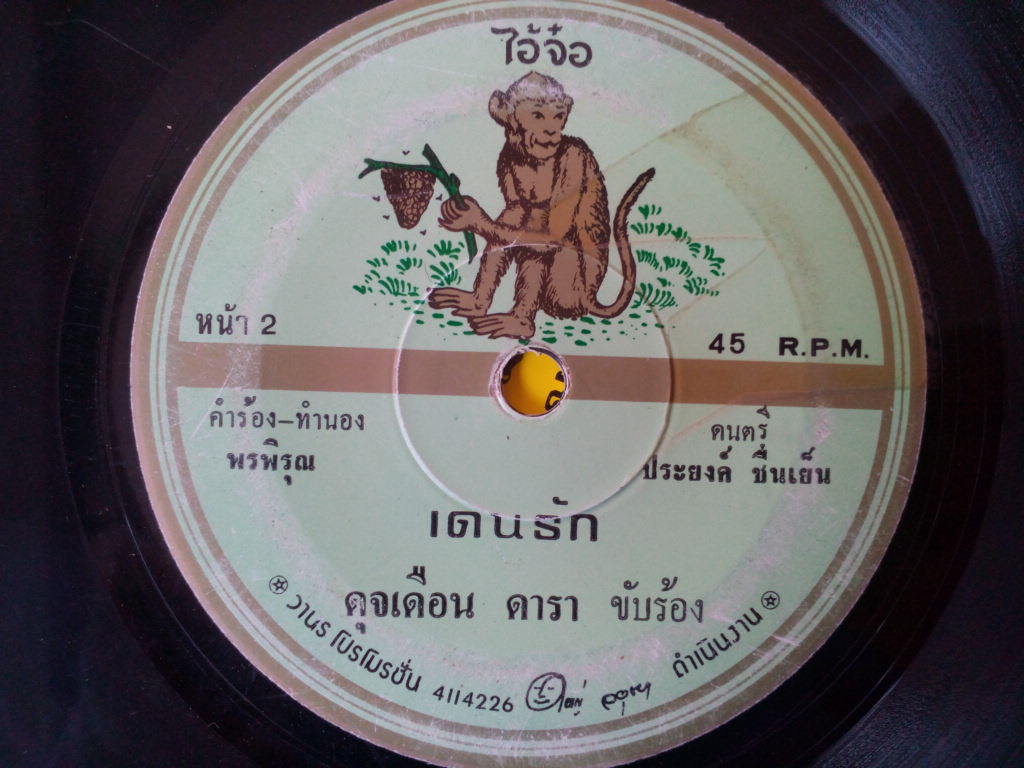 ไอ้จ๋อ
หน้า 2
45 R.P.M.
คำร้อง-ทำนอง
พรพิรุณ
ดนตรี
ประยงค์ ชื่นเย็น
เดนรัก
ดุจเดือน ดารา ขับร้อง
วานร โปรโมรชั่น 4114226
ดำเนินงาน